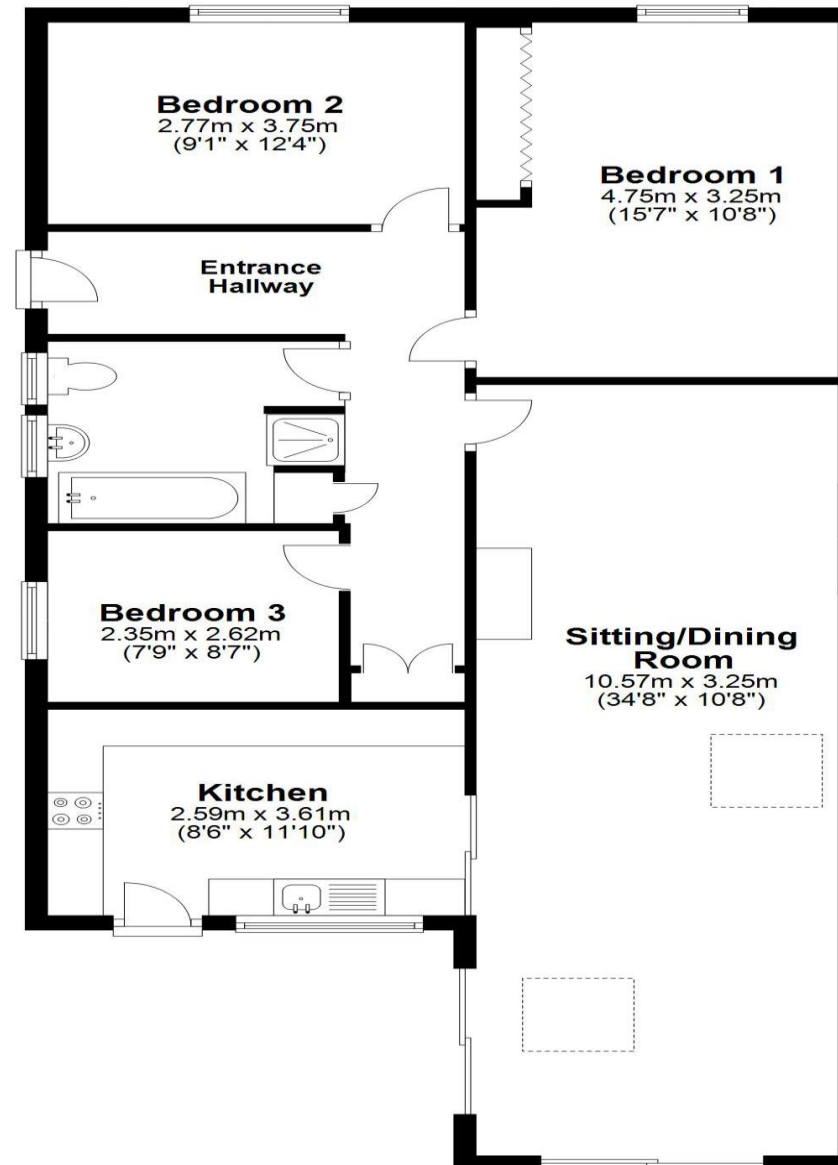 Bedroom 2
2.77m x 3.75m
(9'1" x 12'4")
Bedroom 1
4.75m x 3.25m
(15'7" x 10'8")
Entrance
Hallway
Bedroom 3
2.35m x 2.62m
(7'9" x 8'7")
Sitting/Dining
Room
10.57m x 3.25m
(34'8" x 10'8")
Kitchen
2.59m x 3.61m
(8'6" x 11'10")